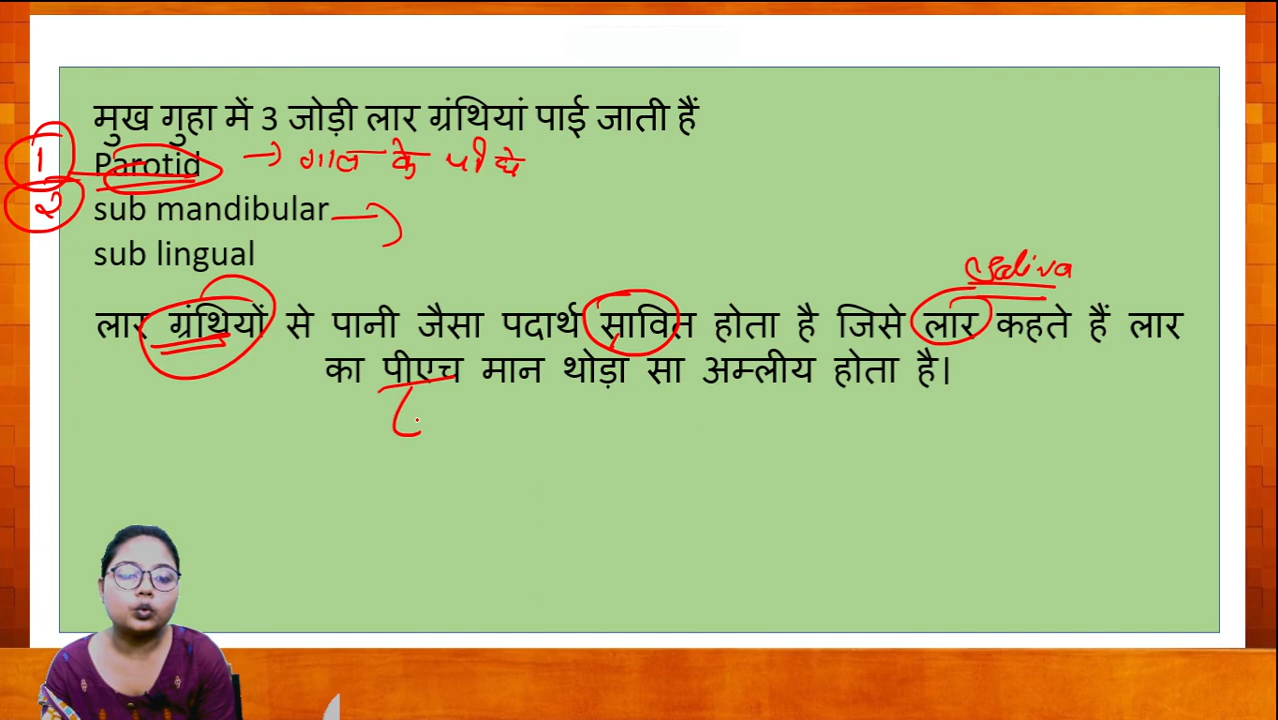 मुख गुहा में 3 जोड़ी लार ग्रंथियां पाई जाती हैं
1 Parotid → गाल के पीछे
2 sub mandibular →
sub lingual
saliva
लार ग्रंथियों से पानी जैसा पदार्थ स्रावित होता है जिसे लार कहते हैं लार
का पीएच मान थोड़ा सा अम्लीय होता है।